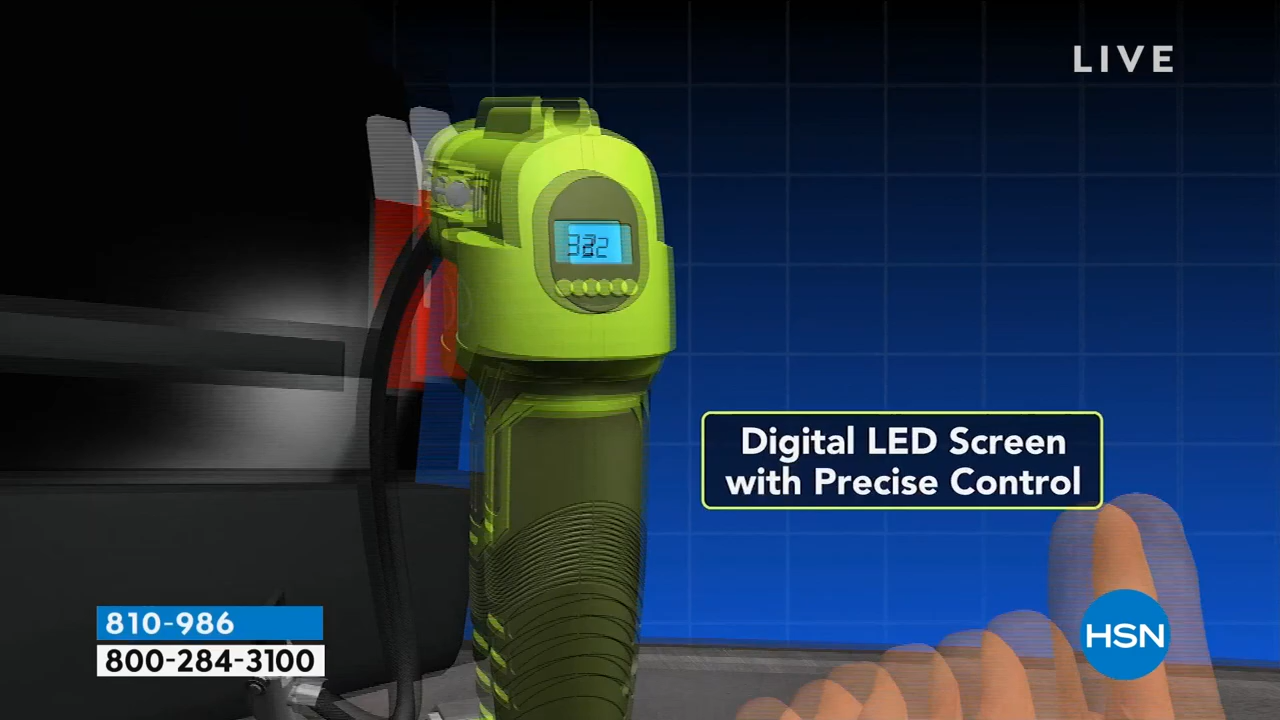 LIVE
Digital LED Screen
with Precise Control
810-986
800-284-3100
HSN